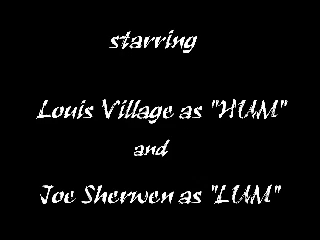 starring
Louis Village as "HUM"
and
Joe Sherwen as "LUM"